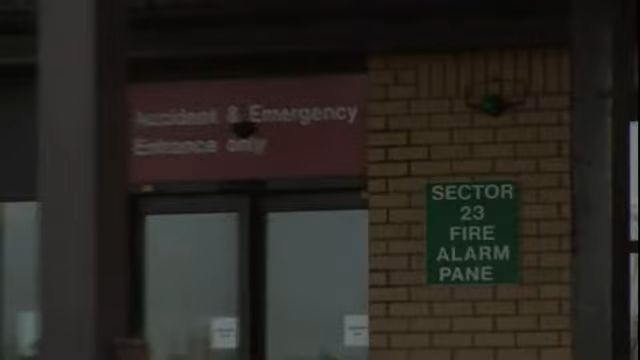 Accident & Emergency
Entrance only
SECTOR
23
FIRE
ALARM
PANE